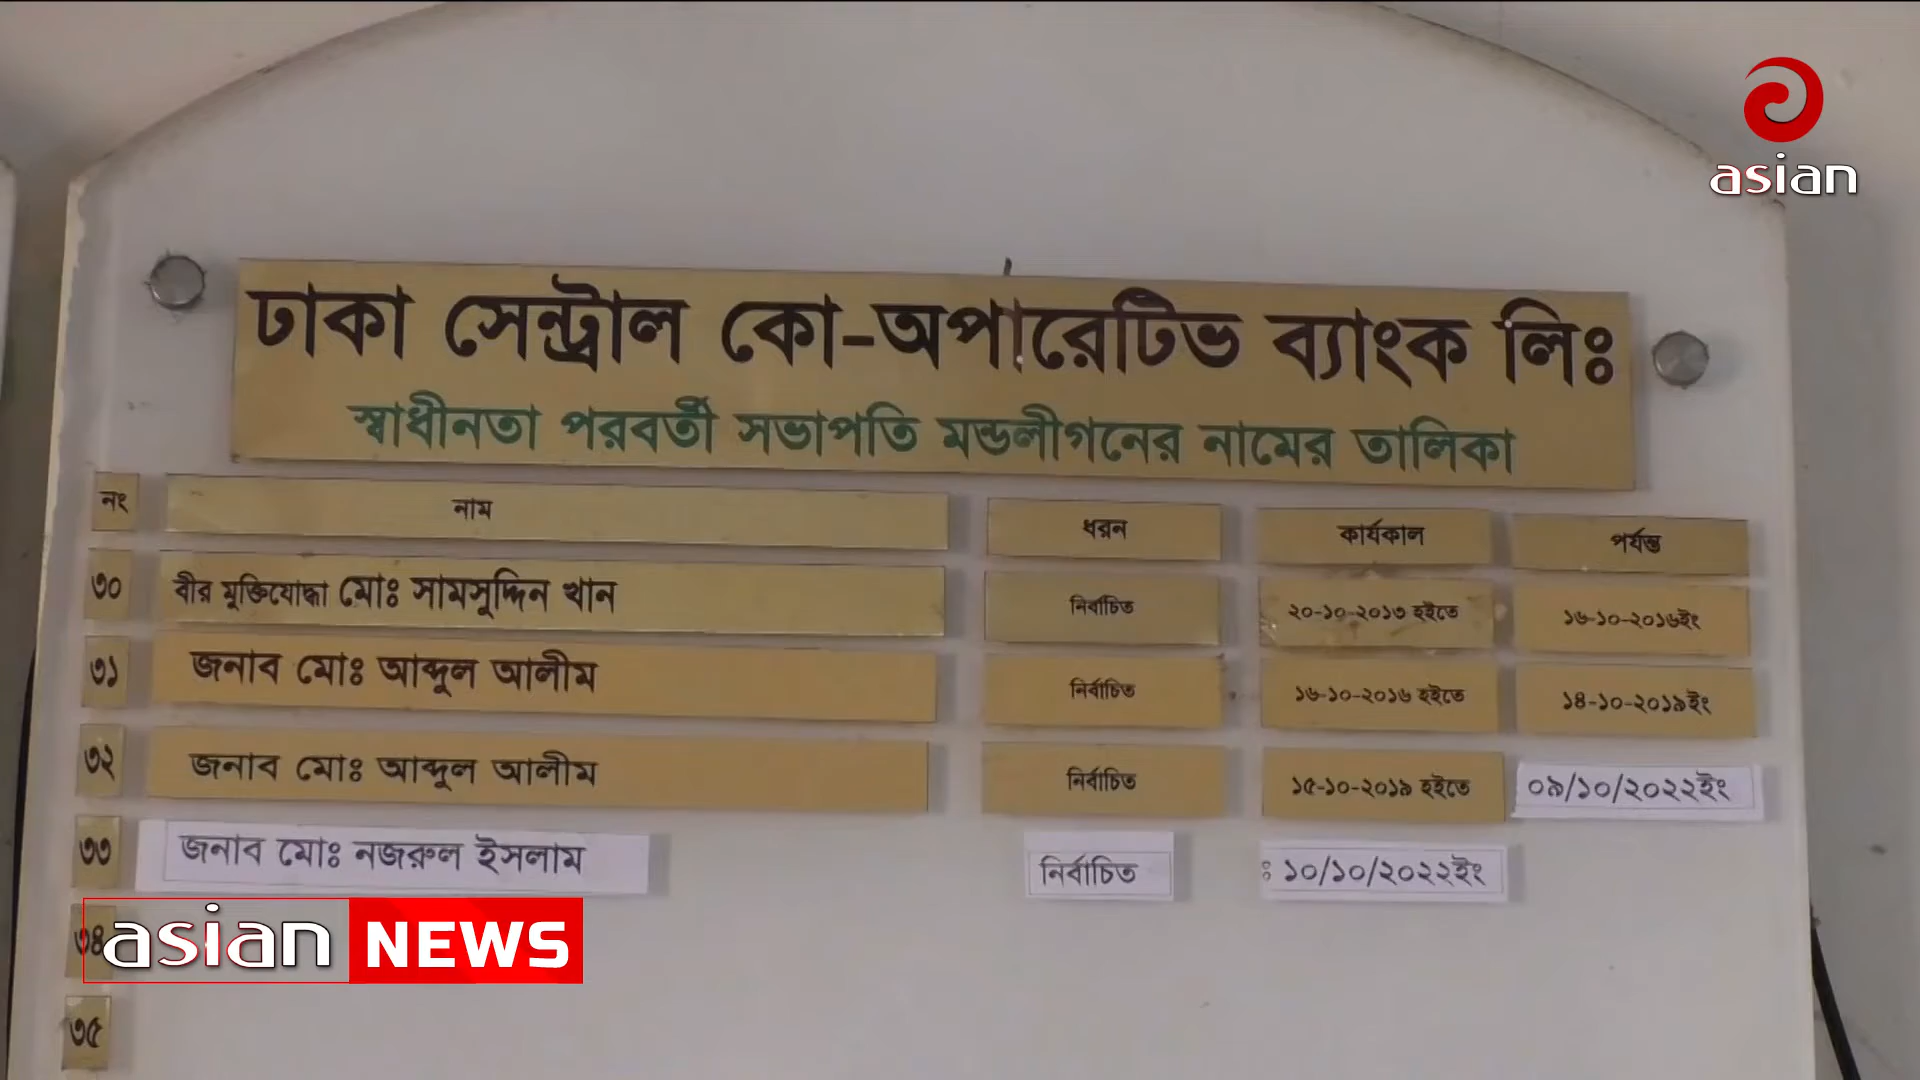 asian
ঢাকা সেন্ট্রাল কো-অপারেটিভ ব্যাংক লিঃ
স্বাধীনতা পরবর্তী সভাপতি মন্ডলীগনের নামের তালিকা
নং নাম ধরন কার্যকাল পর্যন্ত
৩০ বীর মুক্তিযোদ্ধা মোঃ সামসুদ্দিন খান নির্বাচিত ২০-১০-২০১৩ হইতে ১৬-১০-২০১৬ইং
৩১ জনাব মোঃ আব্দুল আলীম নির্বাচিত ১৬-১০-২০১৬ হইতে ১৪-১০-২০১৯ইং
৩২ জনাব মোঃ আব্দুল আলীম নির্বাচিত ১৫-১০-২০১৯ হইতে ০৯/১০/২০২২ইং
৩৩ জনাব মোঃ নজরুল ইসলাম নির্বাচিত ঃ ১০/১০/২০২২ইং
৩৪
asian NEWS
৩৫